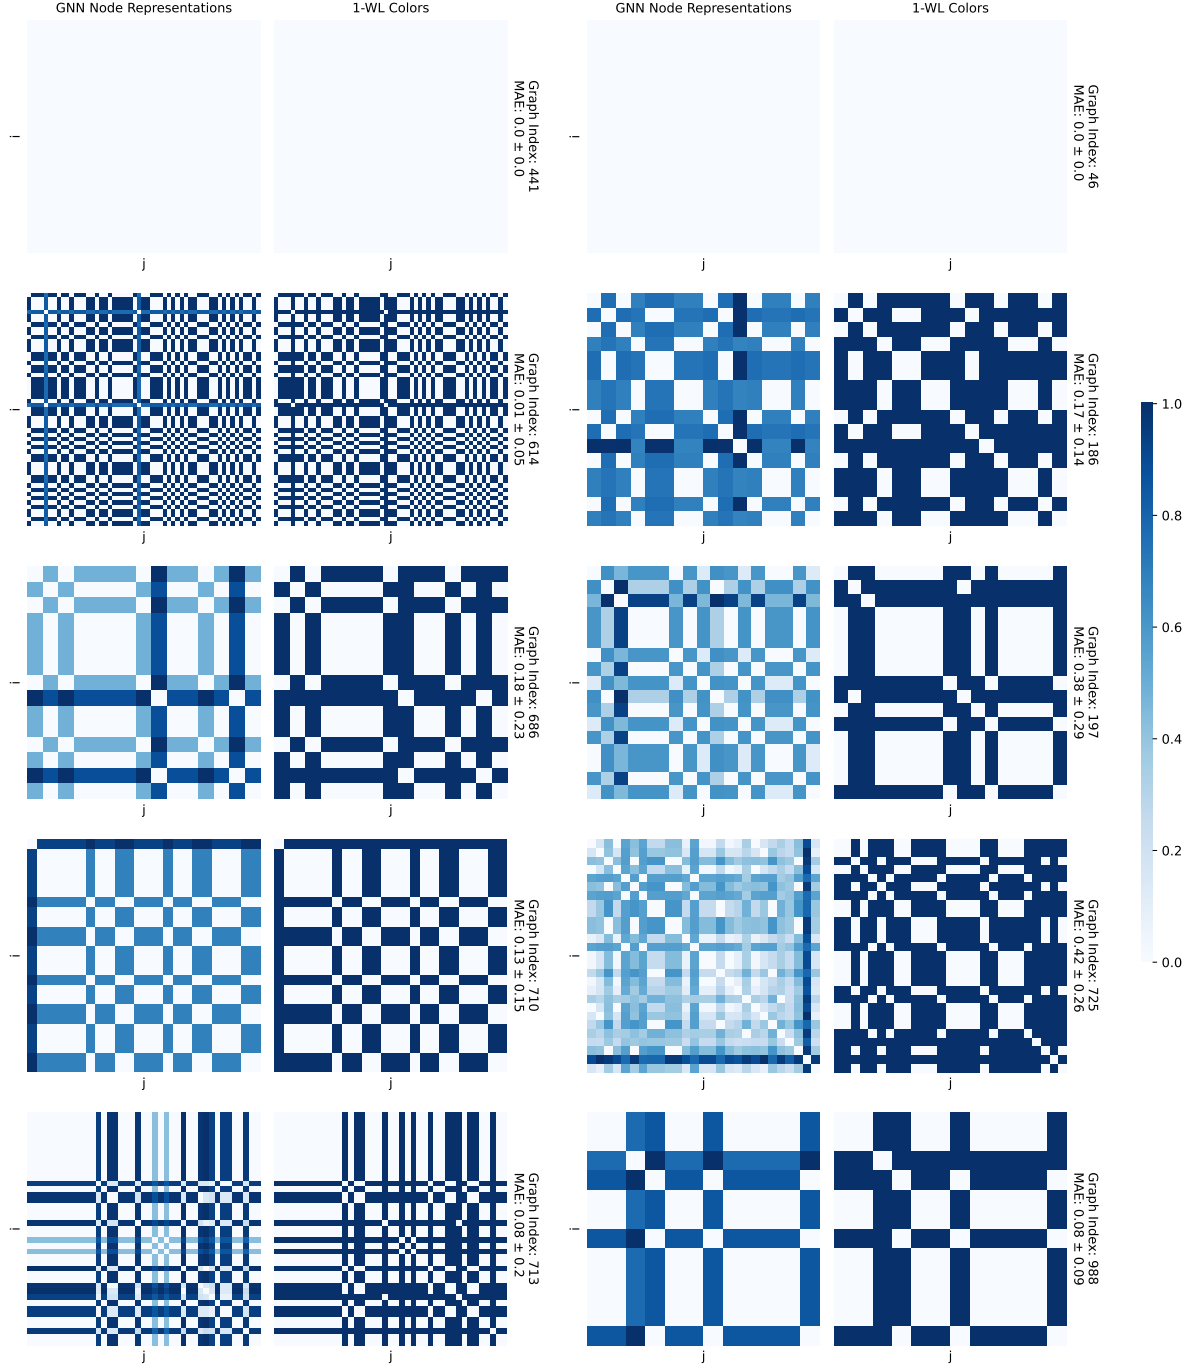 GNN Node Representations
1-WL Colors
GNN Node Representations
1-WL Colors
i
j
j
Graph Index: 441
MAE: 0.0 ± 0.0
i
j
j
Graph Index: 46
MAE: 0.0 ± 0.0
i
j
j
Graph Index: 614
MAE: 0.01 ± 0.05
i
j
j
Graph Index: 186
MAE: 0.17 ± 0.14
i
j
j
Graph Index: 686
MAE: 0.18 ± 0.23
i
j
j
Graph Index: 197
MAE: 0.38 ± 0.29
i
j
j
Graph Index: 710
MAE: 0.13 ± 0.15
i
j
j
Graph Index: 725
MAE: 0.42 ± 0.26
i
j
j
Graph Index: 713
MAE: 0.08 ± 0.2
i
j
j
Graph Index: 988
MAE: 0.08 ± 0.09
1.0
0.8
0.6
0.4
0.2
0.0